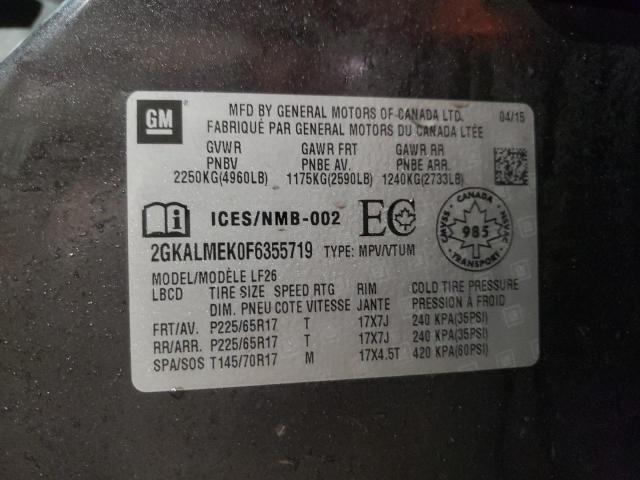 GM
MFD BY GENERAL MOTORS OF CANADA LTD. 04/15
FABRIQUÉ PAR GENERAL MOTORS DU CANADA LTÉE
GVWR GAWR FRT GAWR RR
PNBV PNBE AV. PNBE ARR.
2250KG(4960LB) 1175KG(2590LB) 1240KG(2733LB)
i ICES/NMB-002 EC
CANADA
CMVSS NSVAC
985
TRANSPORT
2GKALMEK0F6355719 TYPE: MPV/VTUM
MODEL/MODÈLE LF26
LBCD TIRE SIZE SPEED RTG RIM COLD TIRE PRESSURE
DIM. PNEU COTE VITESSE JANTE PRESSION À FROID
FRT/AV. P225/65R17 T 17X7J 240 KPA(35PSI)
RR/ARR. P225/65R17 T 17X7J 240 KPA(35PSI)
SPA/SOS T145/70R17 M 17X4.5T 420 KPA(60PSI)